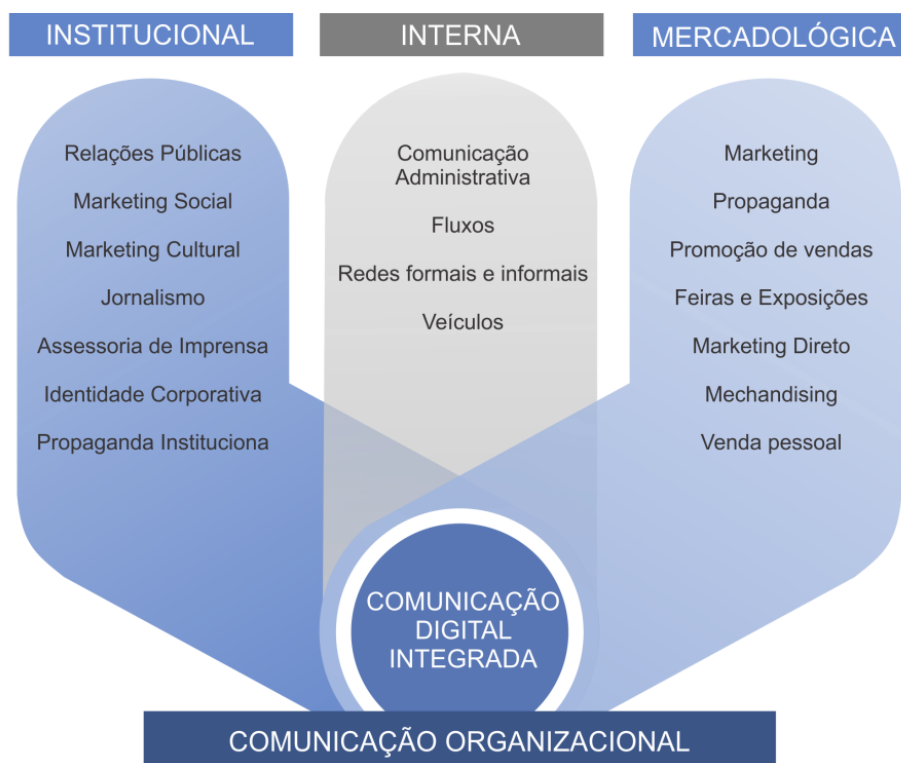 INSTITUCIONAL
Relações Públicas
Marketing Social
Marketing Cultural
Jornalismo
Assessoria de Imprensa
Identidade Corporativa
Propaganda Instituciona
INTERNA
Comunicação
Administrativa
Fluxos
Redes formais e informais
Veículos
MERCADOLÓGICA
Marketing
Propaganda
Promoção de vendas
Feiras e Exposições
Marketing Direto
Mechandising
Venda pessoal
COMUNICAÇÃO
DIGITAL
INTEGRADA
COMUNICAÇÃO ORGANIZACIONAL